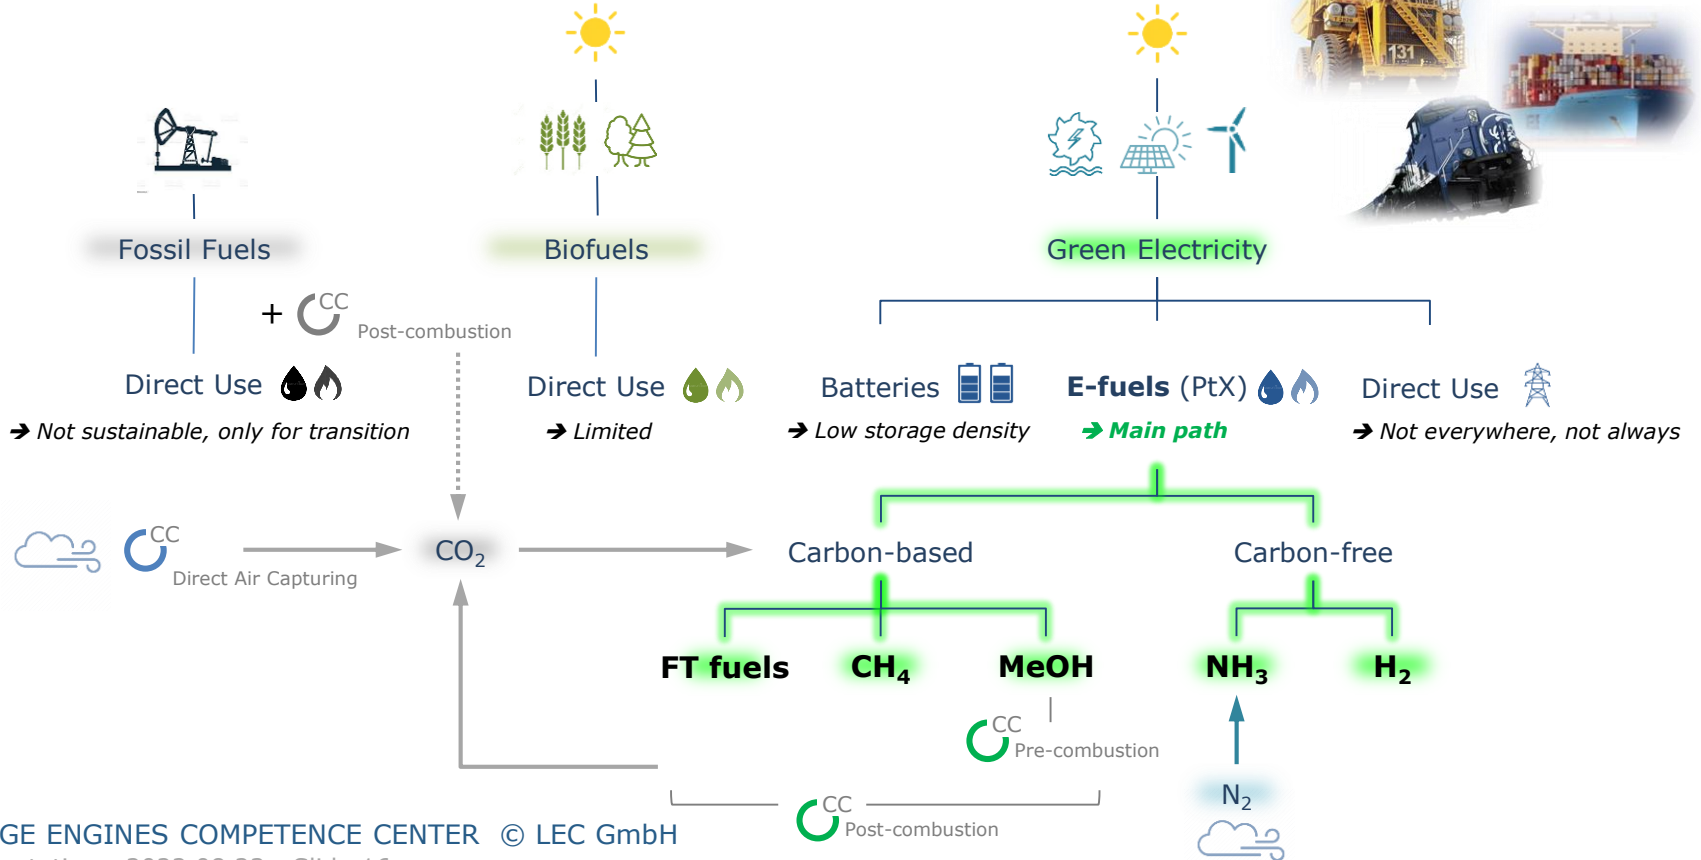 131
Fossil Fuels
Biofuels
Green Electricity
+ CC
Post-combustion
Direct Use
Direct Use
Batteries
E-fuels (PtX)
Direct Use
➔ Not sustainable, only for transition
➔ Limited
➔ Low storage density
➔ Main path
➔ Not everywhere, not always
CC
Direct Air Capturing
CO₂
Carbon-based
Carbon-free
FT fuels
CH₄
MeOH
NH₃
H₂
CC
Pre-combustion
CC
Post-combustion
N₂
GE ENGINES COMPETENCE CENTER © LEC GmbH